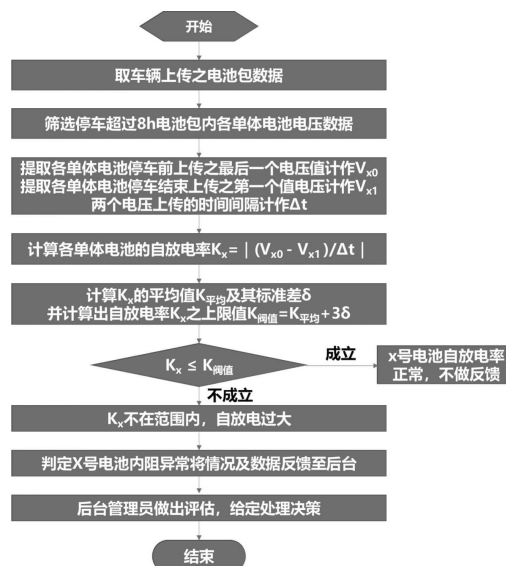 开始
取车辆上传之电池包数据
筛选停车超过8h电池包内各单体电池电压数据
提取各单体电池停车前上传之最后一个电压值计作Vx0
提取各单体电池停车结束上传之第一个值电压计作Vx1
两个电压上传的时间间隔计作Δt
计算各单体电池的自放电率Kx=｜(Vx0 - Vx1)/Δt｜
计算Kx的平均值K平均及其标准差δ
并计算出自放电率Kx之上限值K阀值=K平均+3δ
Kx ≤ K阀值
成立
x号电池自放电率
正常，不做反馈
不成立
Kx不在范围内，自放电过大
判定X号电池内阻异常将情况及数据反馈至后台
后台管理员做出评估，给定处理决策
结束